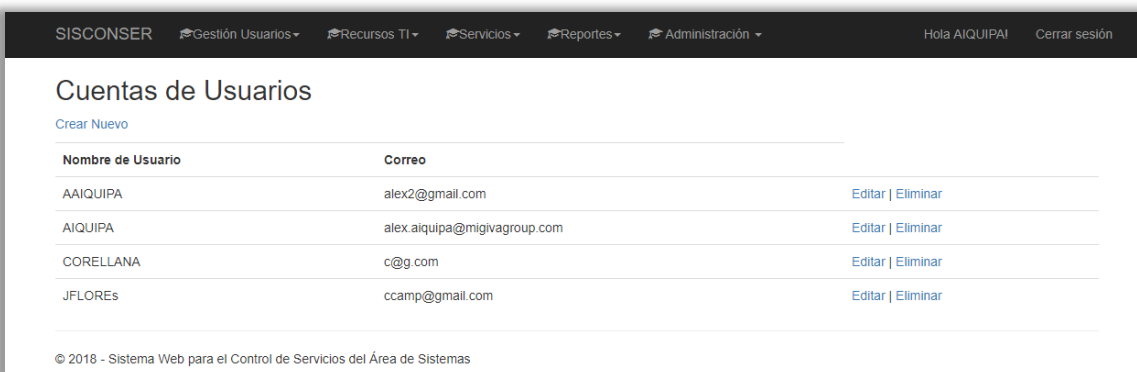 SISCONSER Gestión Usuarios Recursos TI Servicios Reportes Administración Hola AIQUIPA! Cerrar sesión
Cuentas de Usuarios
Crear Nuevo
Nombre de Usuario Correo
AAIQUIPA alex2@gmail.com Editar | Eliminar
AIQUIPA alex.aiquipa@migivagroup.com Editar | Eliminar
CORELLANA c@g.com Editar | Eliminar
JFLOREs ccamp@gmail.com Editar | Eliminar
© 2018 - Sistema Web para el Control de Servicios del Área de Sistemas